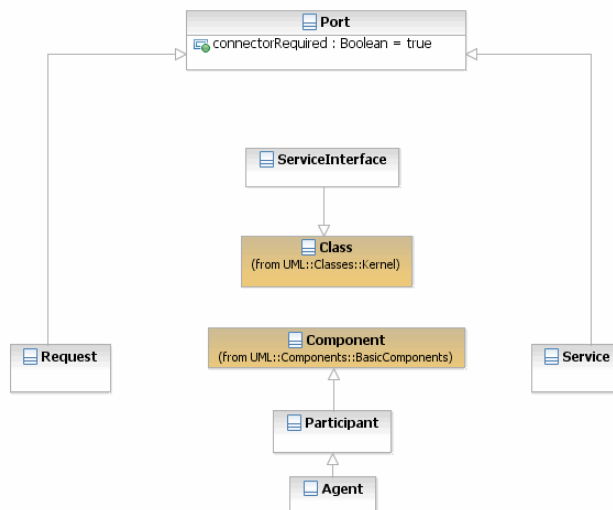 Port
connectorRequired : Boolean = true
ServiceInterface
Class
(from UML::Classes::Kernel)
Component
(from UML::Components::BasicComponents)
Request
Service
Participant
Agent